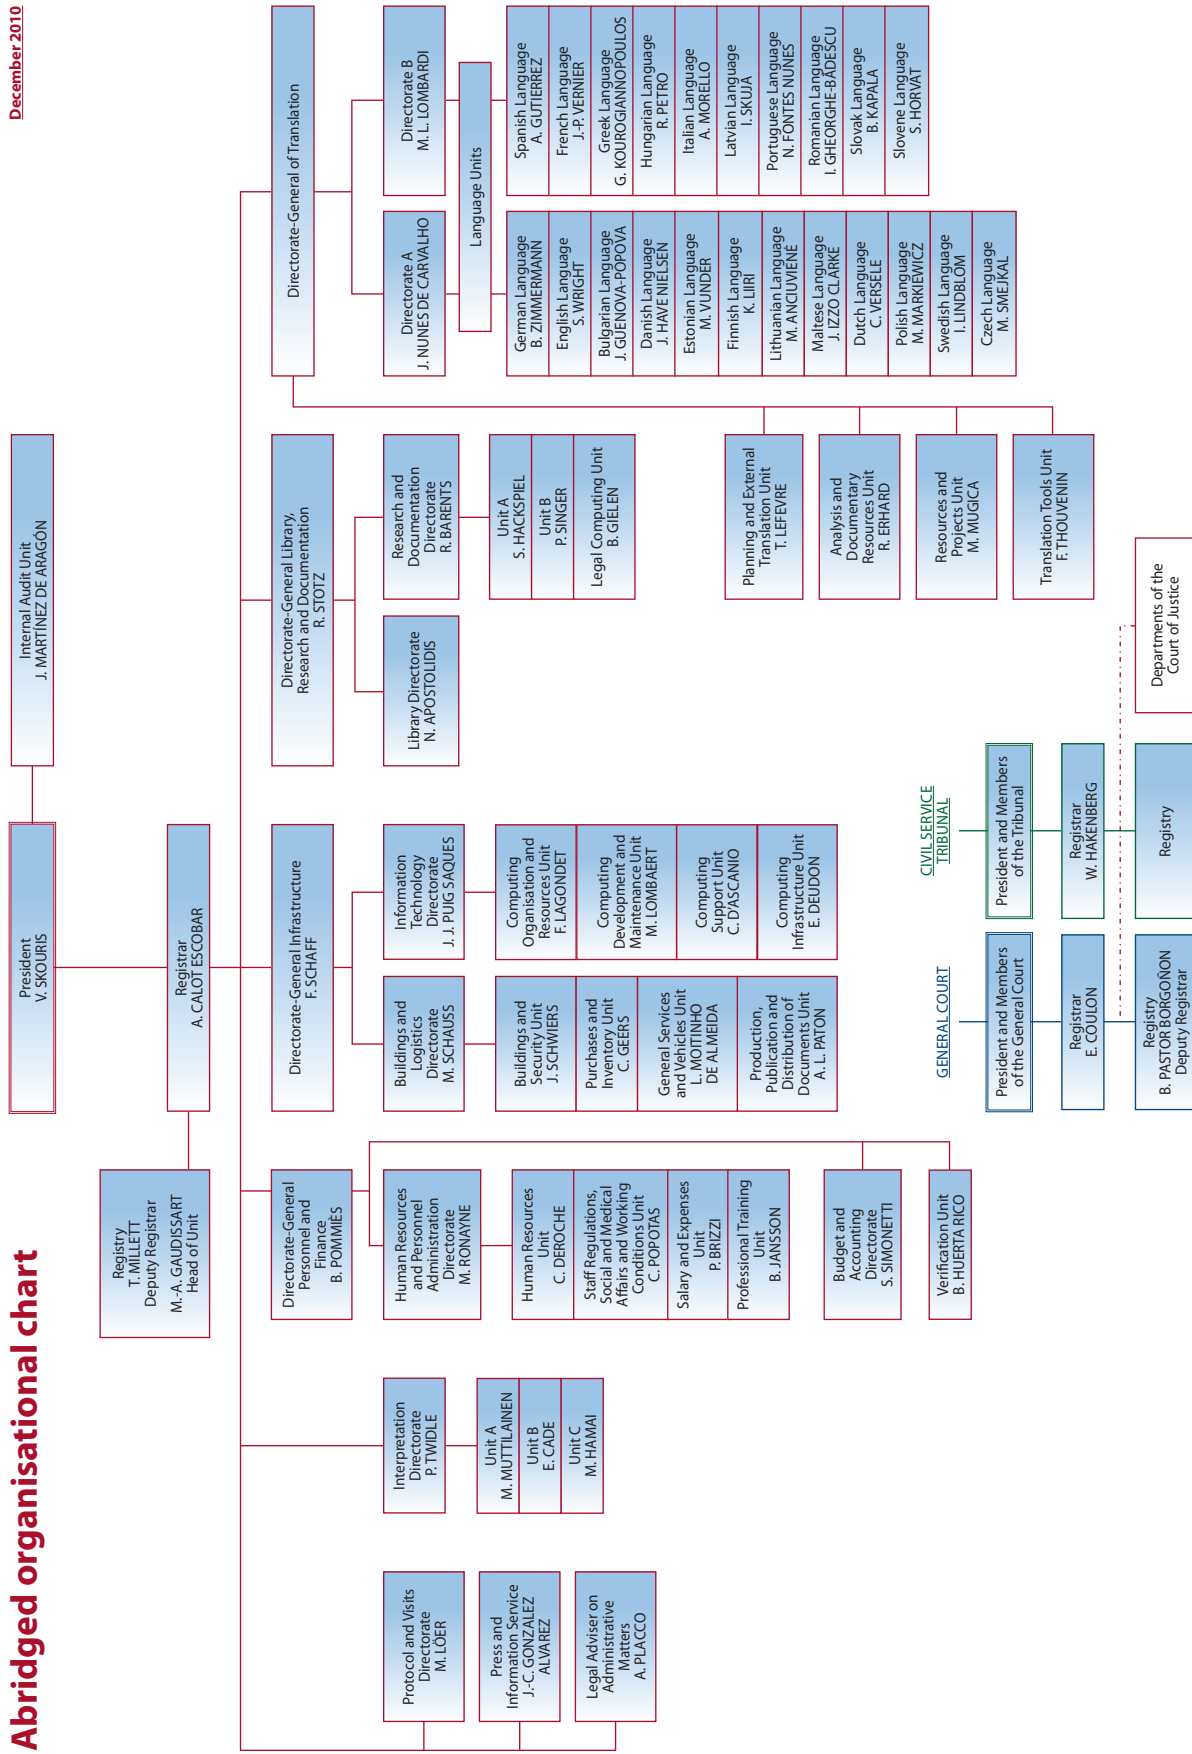 Abridged organisational chart
December 2010
President
V. SKOURIS
Internal Audit Unit
J. MARTÍNEZ DE ARAGÓN
Registry
T. MILLETT
Deputy Registrar
M.-A. GAUDISSART
Head of Unit
Registrar
A. CALOT ESCOBAR
Protocol and Visits
Directorate
M. LÖER
Press and
Information Service
J.-C. GONZALEZ
ALVAREZ
Legal Adviser on
Administrative
Matters
A. PLACCO
Interpretation
Directorate
P. TWIDLE
Unit A
M. MUTTILAINEN
Unit B
E. CADE
Unit C
M. HAMAI
Directorate-General
Personnel and
Finance
B. POMMIÈS
Human Resources
and Personnel
Administration
Directorate
M. RONAYNE
Human Resources
Unit
C. DEROCHE
Staff Regulations,
Social and Medical
Affairs and Working
Conditions Unit
C. POPOTAS
Salary and Expenses
Unit
P. BRIZZI
Professional Training
Unit
B. JANSSON
Budget and
Accounting
Directorate
S. SIMONETTI
Verification Unit
B. HUERTA RICO
Directorate-General Infrastructure
F. SCHAFF
Buildings and
Logistics
Directorate
M. SCHAUSS
Buildings and
Security Unit
J. SCHWIERS
Purchases and
Inventory Unit
C. GEERS
General Services
and Vehicles Unit
L. MOITINHO
DE ALMEIDA
Production,
Publication and
Distribution of
Documents Unit
A. L. PATON
Information
Technology
Directorate
J. J. PUIG SAQUES
Computing
Organisation and
Resources Unit
F. LAGONDET
Computing
Development and
Maintenance Unit
M. LOMBAERT
Computing
Support Unit
C. D'ASCANIO
Computing
Infrastructure Unit
E. DEUDON
Directorate-General Library,
Research and Documentation
R. STOTZ
Library Directorate
N. APOSTOLIDIS
Research and
Documentation
Directorate
R. BARENTS
Unit A
S. HACKSPIEL
Unit B
P. SINGER
Legal Computing Unit
B. GIELEN
Directorate-General of Translation
Directorate A
J. NUNES DE CARVALHO
Directorate B
M. L. LOMBARDI
Language Units
German Language
B. ZIMMERMANN
English Language
S. WRIGHT
Bulgarian Language
J. GUENOVA-POPOVA
Danish Language
J. HAVE NIELSEN
Estonian Language
M. VUNDER
Finnish Language
K. LIIRI
Lithuanian Language
M. ANCIUVIENĖ
Maltese Language
J. IZZO CLARKE
Dutch Language
C. VERSELE
Polish Language
M. MARKIEWICZ
Swedish Language
I. LINDBLOM
Czech Language
M. SMEJKAL
Spanish Language
A. GUTIERREZ
French Language
J.-P. VERNIER
Greek Language
G. KOUROGIANNOPOULOS
Hungarian Language
R. PETRO
Italian Language
A. MORELLO
Latvian Language
I. SKUJA
Portuguese Language
N. FONTES NUNES
Romanian Language
I. GHEORGHE-BĂDESCU
Slovak Language
B. KAPALA
Slovene Language
S. HORVAT
Planning and External
Translation Unit
T. LEFEVRE
Analysis and
Documentary
Resources Unit
R. ERHARD
Resources and
Projects Unit
M. MUGICA
Translation Tools Unit
F. THOUVENIN
GENERAL COURT
President and Members
of the General Court
Registrar
E. COULON
Registry
B. PASTOR BORGOÑON
Deputy Registrar
CIVIL SERVICE
TRIBUNAL
President and Members
of the Tribunal
Registrar
W. HAKENBERG
Registry
Departments of the
Court of Justice